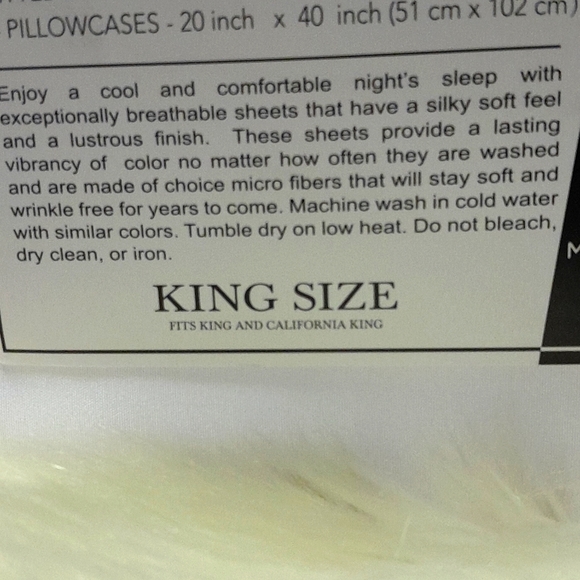 PILLOWCASES - 20 inch x 40 inch (51 cm x 102 cm)
Enjoy a cool and comfortable night's sleep with
exceptionally breathable sheets that have a silky soft feel
and a lustrous finish. These sheets provide a lasting
vibrancy of color no matter how often they are washed
and are made of choice micro fibers that will stay soft and
wrinkle free for years to come. Machine wash in cold water
with similar colors. Tumble dry on low heat. Do not bleach,
dry clean, or iron.
KING SIZE
FITS KING AND CALIFORNIA KING